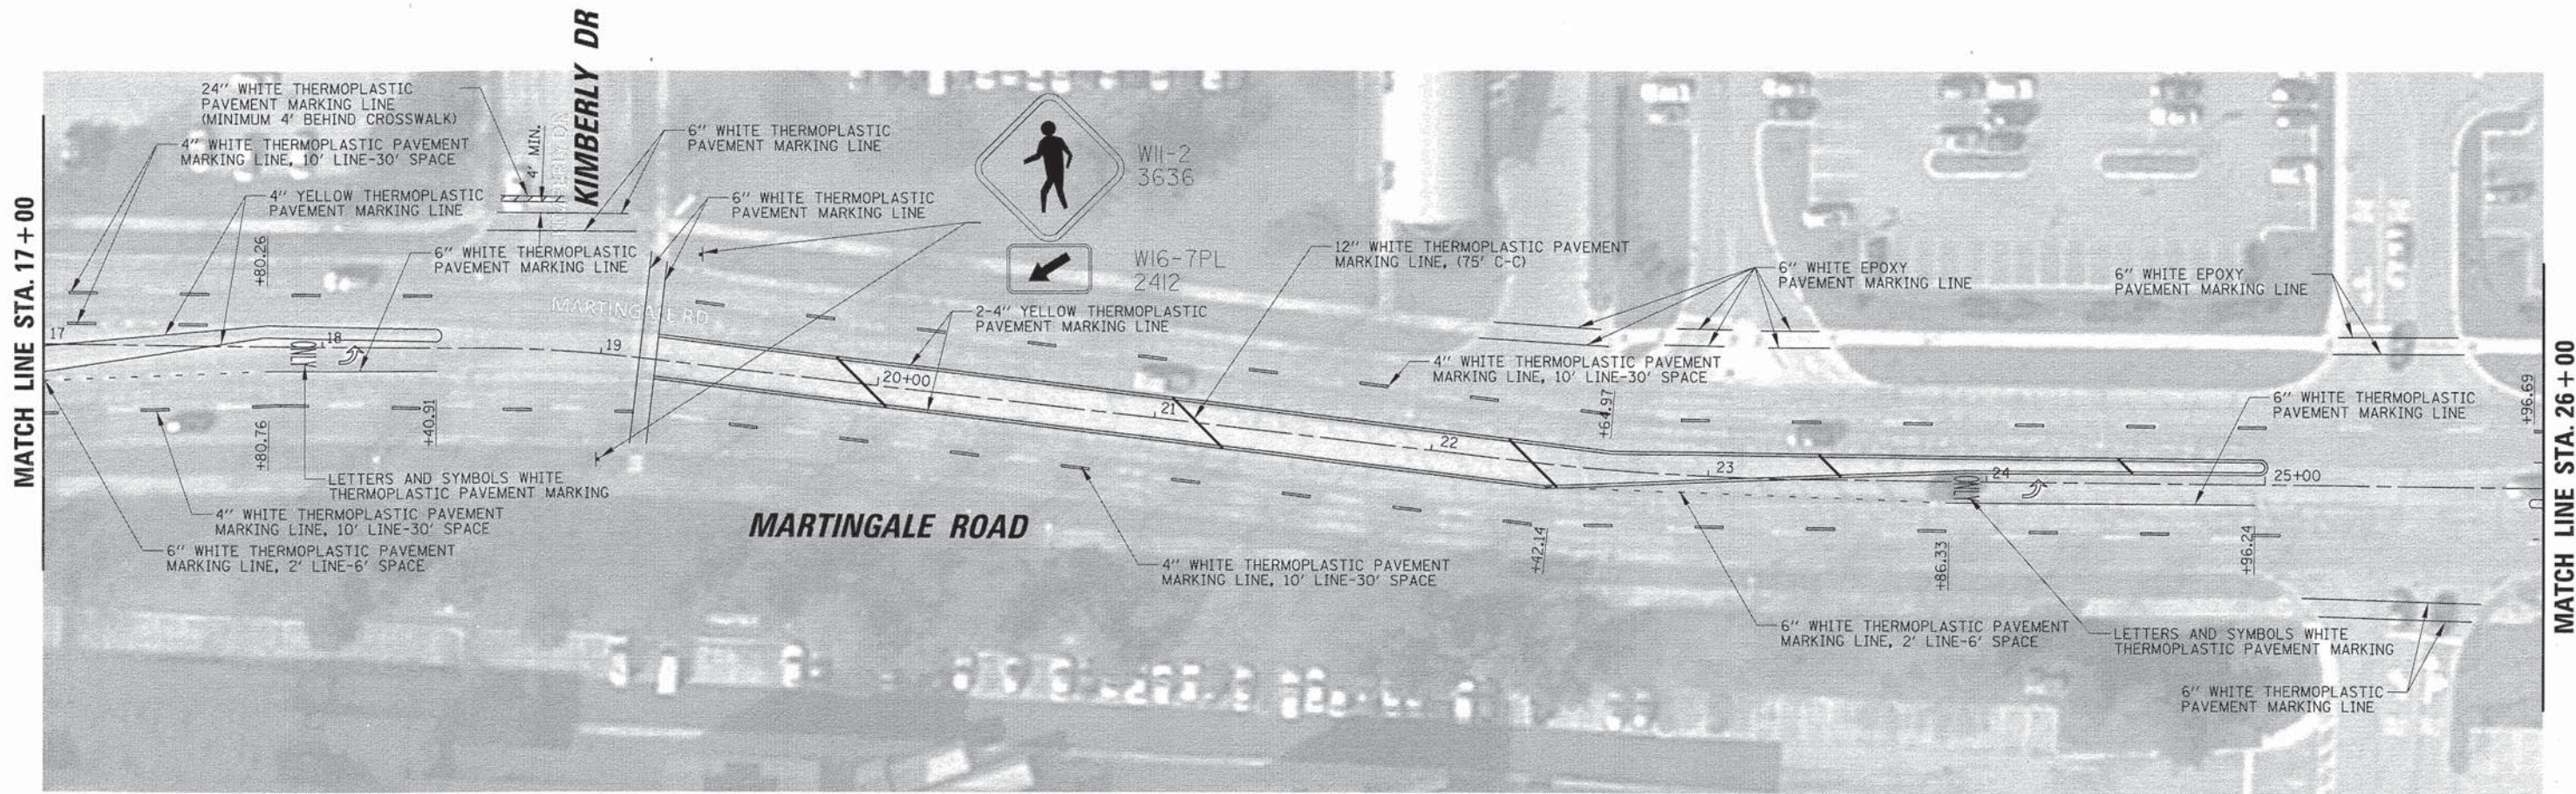 KIMBERLY DR
24" WHITE THERMOPLASTIC
PAVEMENT MARKING LINE
(MINIMUM 4' BEHIND CROSSWALK)
4" WHITE THERMOPLASTIC PAVEMENT
MARKING LINE, 10' LINE-30' SPACE
4" YELLOW THERMOPLASTIC
PAVEMENT MARKING LINE
4' MIN.
KIMBERLY DR
6" WHITE THERMOPLASTIC
PAVEMENT MARKING LINE
6" WHITE THERMOPLASTIC
PAVEMENT MARKING LINE
6" WHITE THERMOPLASTIC
PAVEMENT MARKING LINE
W11-2
3636
W16-7PL
2412
12" WHITE THERMOPLASTIC PAVEMENT
MARKING LINE, (75' C-C)
2-4" YELLOW THERMOPLASTIC
PAVEMENT MARKING LINE
6" WHITE EPOXY
PAVEMENT MARKING LINE
6" WHITE EPOXY
PAVEMENT MARKING LINE
4" WHITE THERMOPLASTIC PAVEMENT
MARKING LINE, 10' LINE-30' SPACE
6" WHITE THERMOPLASTIC
PAVEMENT MARKING LINE
MATCH LINE STA. 17+00
MATCH LINE STA. 26+00
MARTINGALE RD
+80.26
+80.76
+40.91
+64.97
+42.14
+86.33
+96.24
+96.69
17
18
19
20+00
21
22
23
24
25+00
ONLY
ONLY
LETTERS AND SYMBOLS WHITE
THERMOPLASTIC PAVEMENT MARKING
4" WHITE THERMOPLASTIC PAVEMENT
MARKING LINE, 10' LINE-30' SPACE
6" WHITE THERMOPLASTIC PAVEMENT
MARKING LINE, 2' LINE-6' SPACE
MARTINGALE ROAD
4" WHITE THERMOPLASTIC PAVEMENT
MARKING LINE, 10' LINE-30' SPACE
6" WHITE THERMOPLASTIC PAVEMENT
MARKING LINE, 2' LINE-6' SPACE
LETTERS AND SYMBOLS WHITE
THERMOPLASTIC PAVEMENT MARKING
6" WHITE THERMOPLASTIC
PAVEMENT MARKING LINE